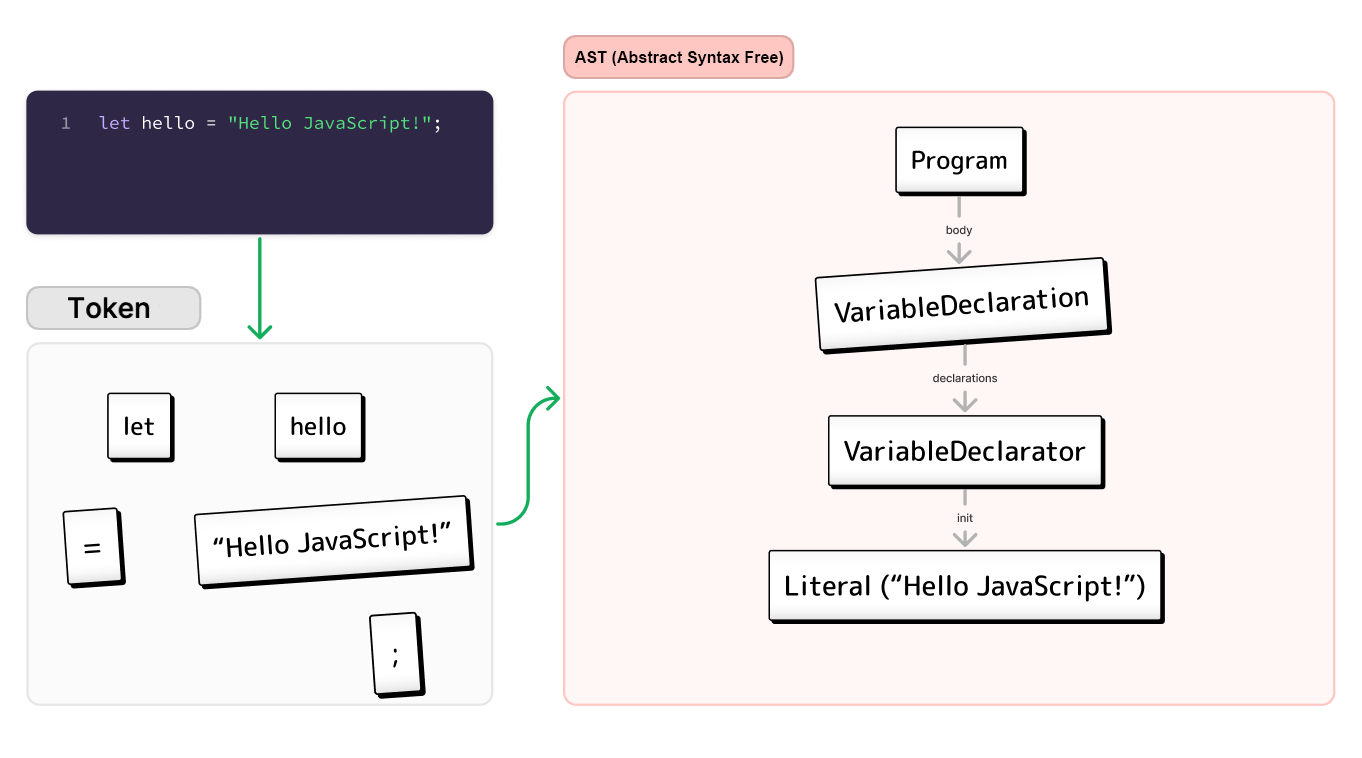 1 let hello = "Hello JavaScript!";
Token
let
hello
=
“Hello JavaScript!”
;
AST (Abstract Syntax Free)
Program
body
VariableDeclaration
declarations
VariableDeclarator
init
Literal (“Hello JavaScript!”)